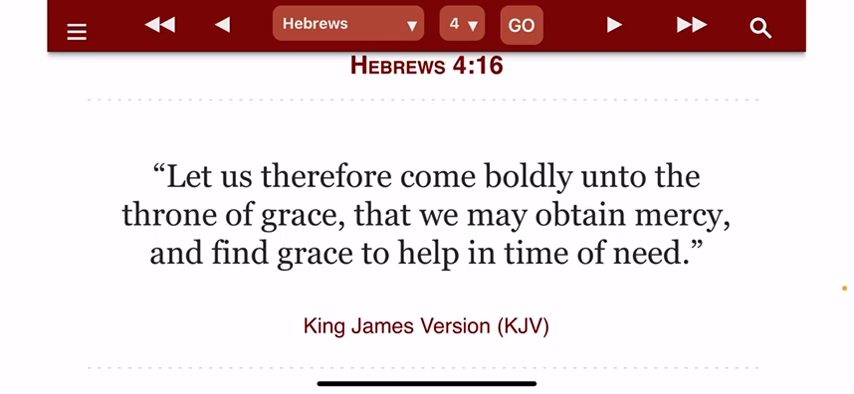 Hebrews 4 GO
HEBREWS 4:16
“Let us therefore come boldly unto the
throne of grace, that we may obtain mercy,
and find grace to help in time of need.”
King James Version (KJV)